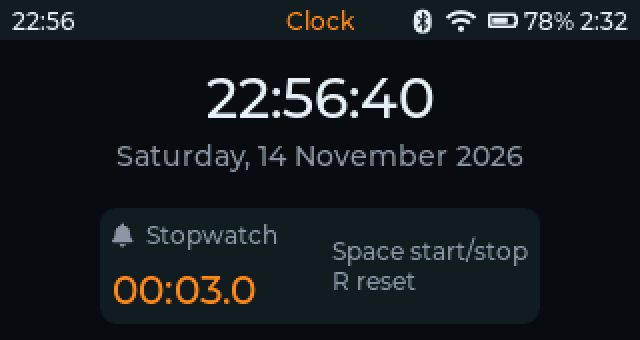 22:56 Clock 78% 2:32
22:56:40
Saturday, 14 November 2026
Stopwatch
00:03.0
Space start/stop
R reset